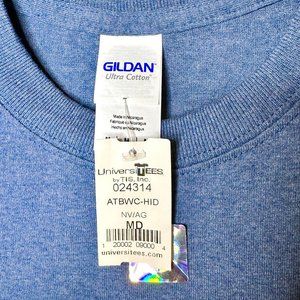 GILDAN
Ultra Cotton
Made in Nicaragua
Fabriqué au Nicaragua
Hecho en Nicaragua
UNIVERSITEES
by TIS, Inc.
024314
ATBWC-HID
NV/AG
MD
1 20002 09000 4
universitees.com